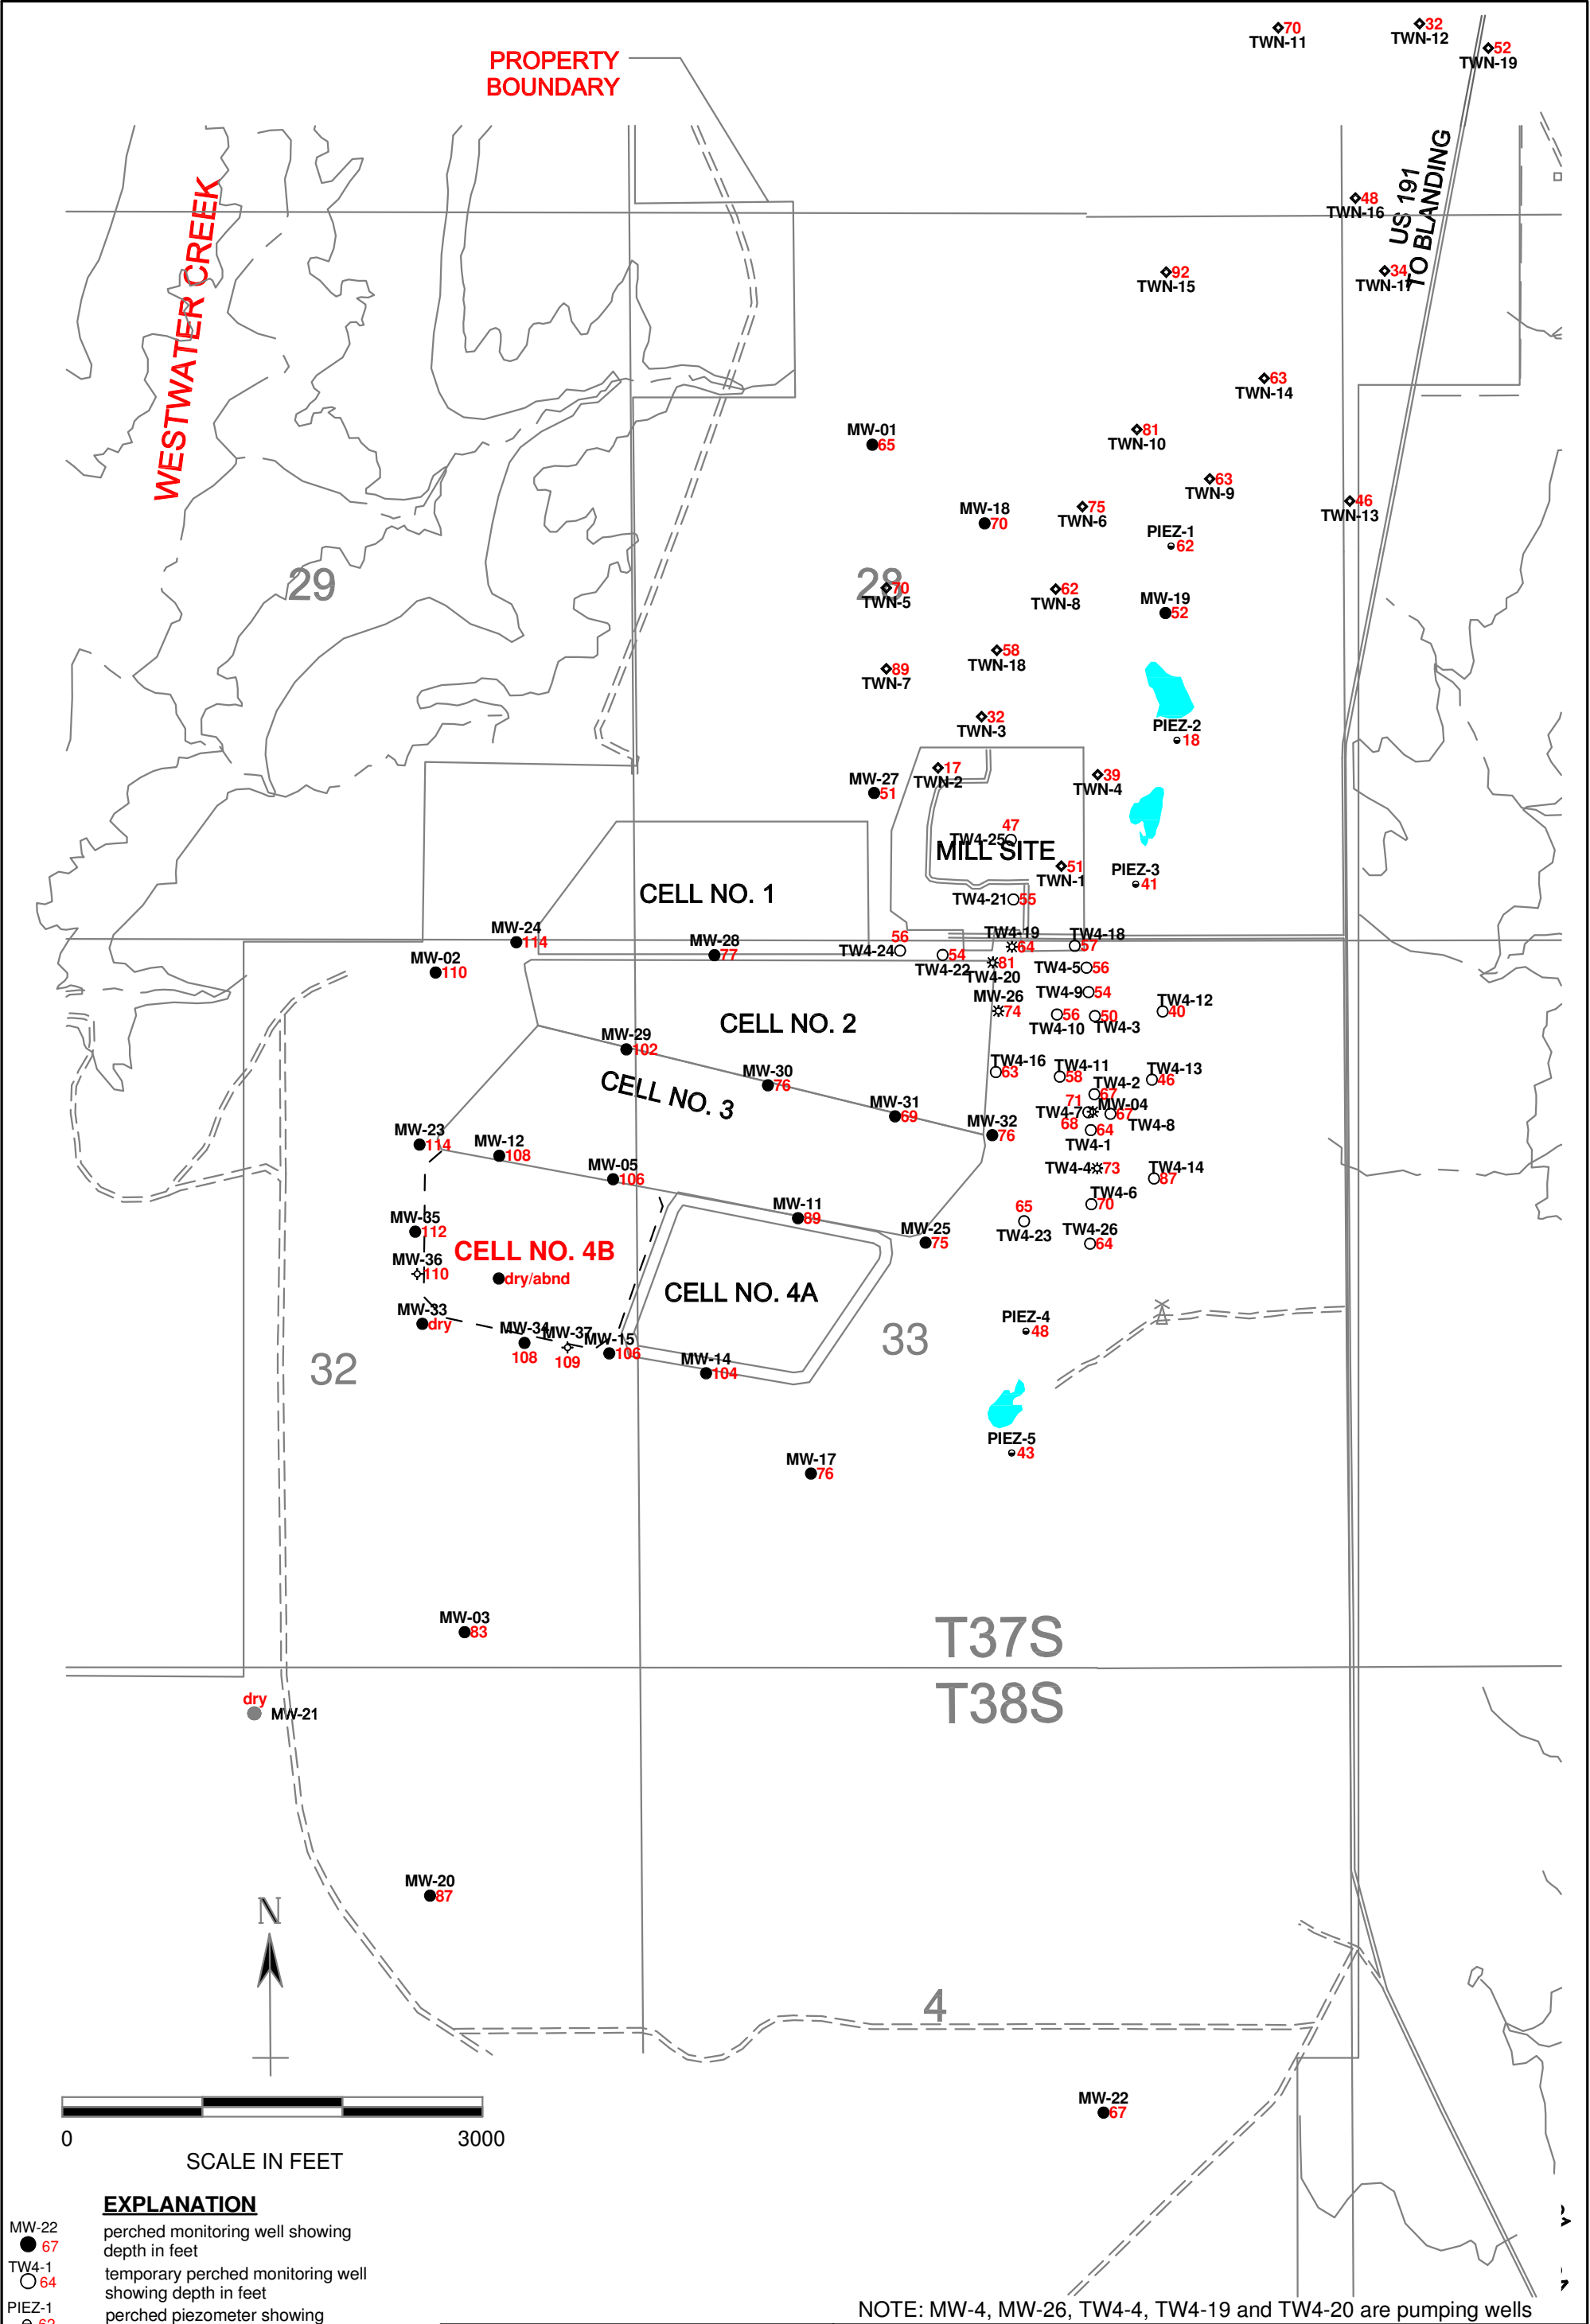 PROPERTY
BOUNDARY
70
TWN-11
32
TWN-12
52
TWN-19
WESTWATER CREEK
US 191
TO BLANDING
48
TWN-16
92
TWN-15
34
TWN-17
63
TWN-14
MW-01
65
81
TWN-10
63
TWN-9
46
TWN-13
MW-18
70
75
TWN-6
PIEZ-1
62
29
28
70
TWN-5
62
TWN-8
MW-19
52
58
TWN-18
89
TWN-7
32
TWN-3
PIEZ-2
18
17
TWN-2
39
TWN-4
MW-27
51
47
TW4-25
MILL SITE
51
TWN-1
PIEZ-3
41
CELL NO. 1
TW4-21
55
MW-24
114
MW-28
77
56
TW4-24
54
TW4-22
TW4-19
64
TW4-18
57
81
TW4-20
TW4-5
56
MW-02
110
TW4-9
54
MW-26
74
56
TW4-10
50
TW4-3
TW4-12
40
CELL NO. 2
MW-29
102
MW-30
76
CELL NO. 3
MW-31
69
MW-32
76
TW4-16
63
TW4-11
58
TW4-13
46
TW4-2
67
71
TW4-7
68
MW-04
67
TW4-8
64
TW4-1
MW-23
114
MW-12
108
MW-05
106
TW4-4
73
TW4-14
87
TW4-6
70
MW-11
89
65
TW4-23
TW4-26
64
MW-25
75
MW-35
112
MW-36
110
CELL NO. 4B
dry/abnd
CELL NO. 4A
MW-33
dry
MW-34
108
MW-37
109
MW-15
106
MW-14
104
PIEZ-4
48
33
32
PIEZ-5
43
MW-17
76
MW-03
83
T37S
T38S
dry
MW-21
MW-20
87
N
4
MW-22
67
0 3000
SCALE IN FEET
EXPLANATION
MW-22
67
perched monitoring well showing
depth in feet
TW4-1
64
temporary perched monitoring well
showing depth in feet
PIEZ-1
62
perched piezometer showing
NOTE: MW-4, MW-26, TW4-4, TW4-19 and TW4-20 are pumping wells